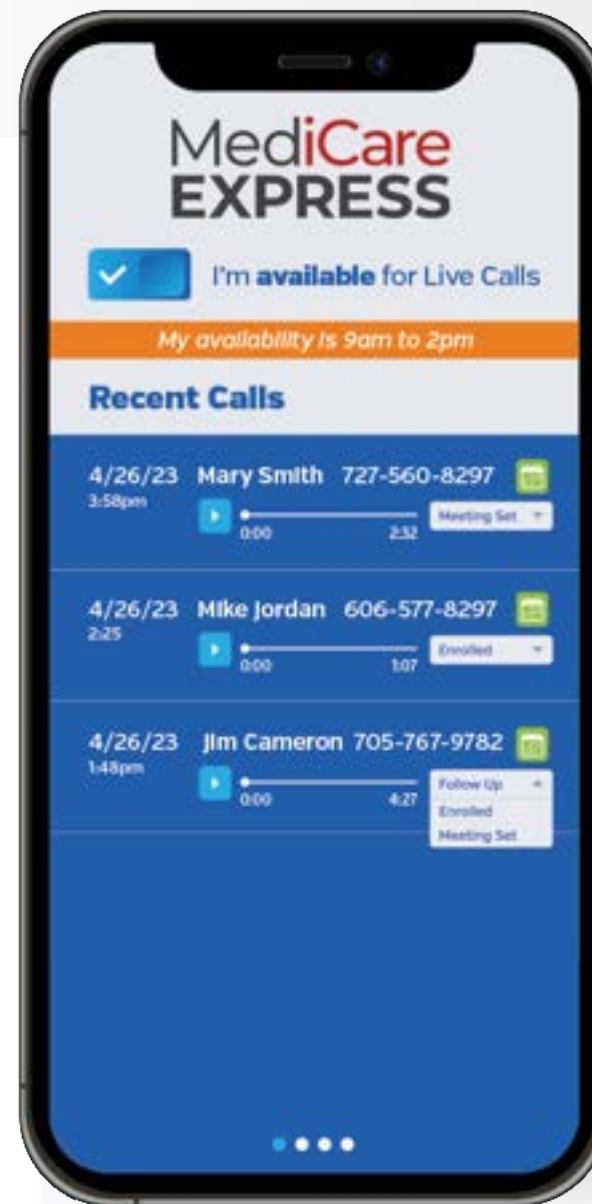 MediCare
EXPRESS
I'm available for Live Calls
My availability is 9am to 2pm
Recent Calls
4/26/23 Mary Smith 727-560-8297
3:58pm
0:00 2:32 Meeting Set
4/26/23 Mike Jordan 606-577-8297
2:25
0:00 1:07 Enrolled
4/26/23 Jim Cameron 705-767-9782
1:48pm
0:00 4:27 Follow Up
Enrolled
Meeting Set